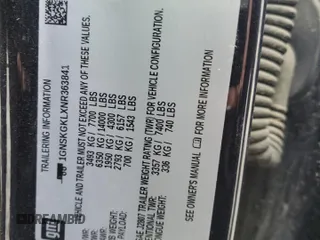 TRAILERING INFORMATION
1GNSKGKLXNR363841
VEHICLE AND TRAILER MUST NOT EXCEED ANY OF THESE VALUES.
3493 KG/ 7700 LBS
6350 KG/ 14000 LBS
1950 KG/ 4300 LBS
2793 KG/ 6157 LBS
700 KG/ 1543 LBS
SAE J2807 TRAILER WEIGHT RATING (TWR) FOR VEHICLE CONFIGURATION.
3357 KG/ 7400 LBS
336 KG/ 740 LBS
SEE OWNER'S MANUAL FOR MORE
gm